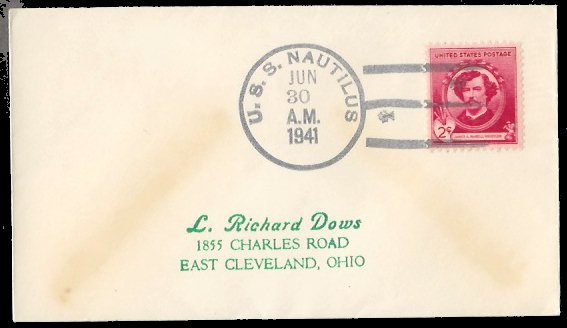 U.S.S. NAUTILUS
JUN
30
A.M.
1941
UNITED STATES POSTAGE
2¢
L. Richard Dows
1855 CHARLES ROAD
EAST CLEVELAND, OHIO